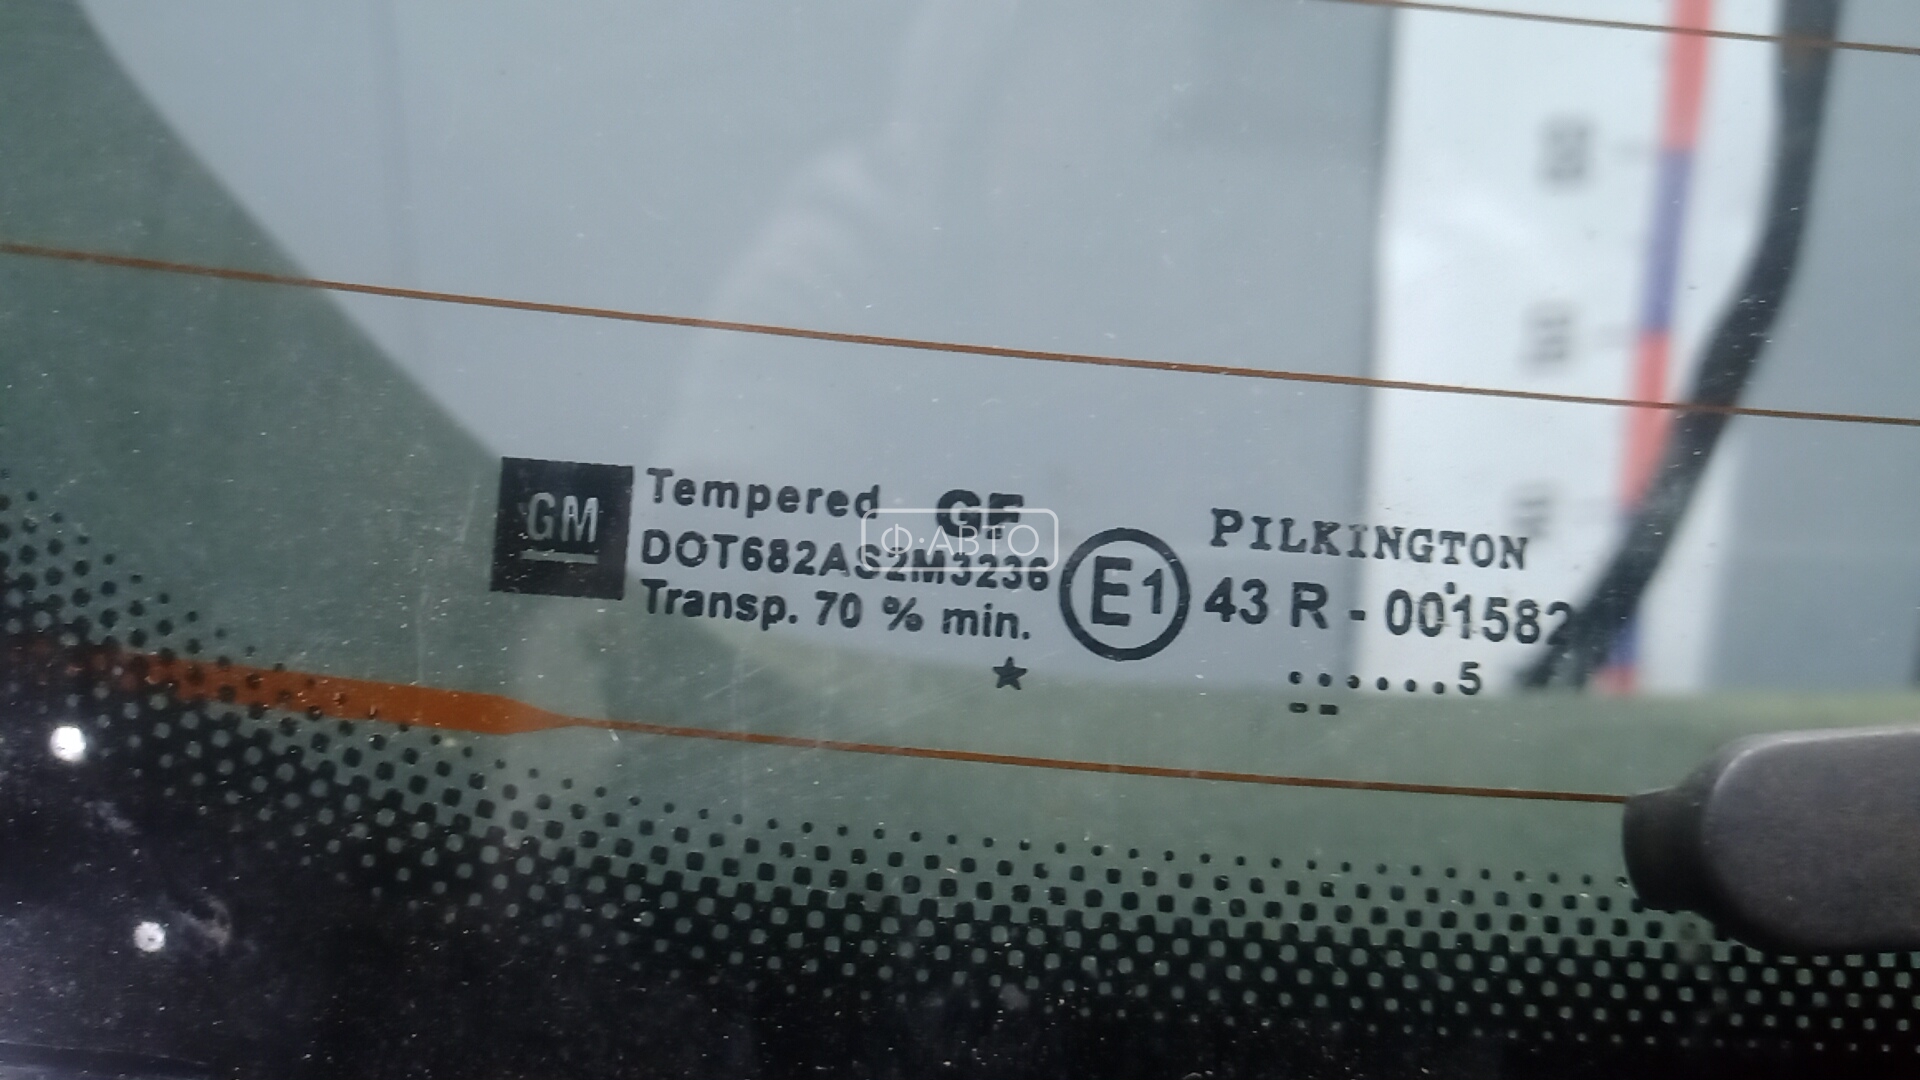 GM
Tempered GF
DOT682AS2M3236
Transp. 70 % min.
★
Ф·АВТО
E1
PILKINGTON
43 R - 001582
......5